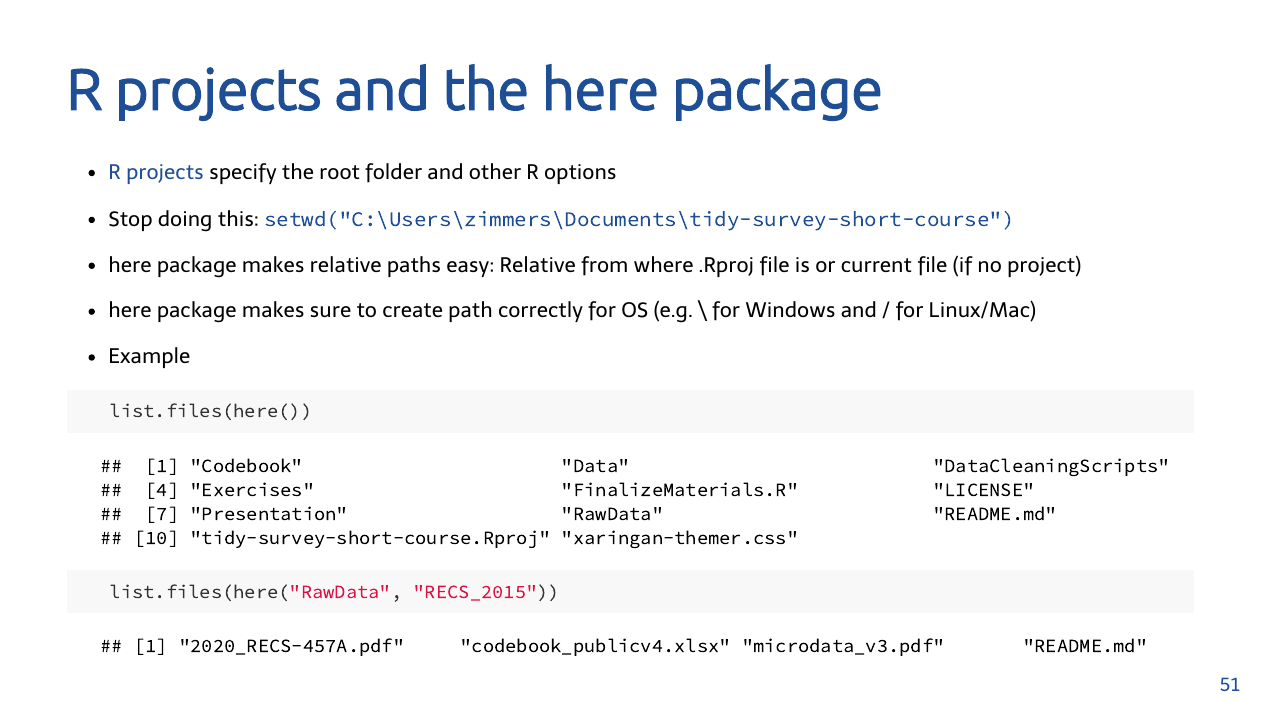 R projects and the here package
• R projects specify the root folder and other R options
• Stop doing this: setwd("C:\Users\zimmers\Documents\tidy-survey-short-course")
• here package makes relative paths easy: Relative from where .Rproj file is or current file (if no project)
• here package makes sure to create path correctly for OS (e.g. \ for Windows and / for Linux/Mac)
• Example
list.files(here())
##  [1] "Codebook"                     "Data"                         "DataCleaningScripts"
##  [4] "Exercises"                    "FinalizeMaterials.R"          "LICENSE"
##  [7] "Presentation"                 "RawData"                      "README.md"
## [10] "tidy-survey-short-course.Rproj" "xaringan-themer.css"
list.files(here("RawData", "RECS_2015"))
## [1] "2020_RECS-457A.pdf"     "codebook_publicv4.xlsx" "microdata_v3.pdf"       "README.md"
51